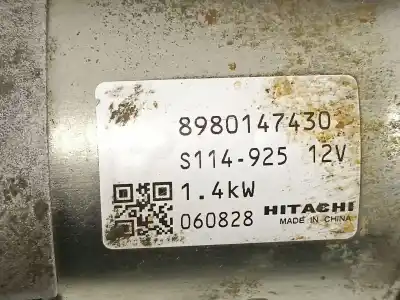 8980147430
S114-925 12V
1.4kW
060828 HITACHI
MADE IN CHINA